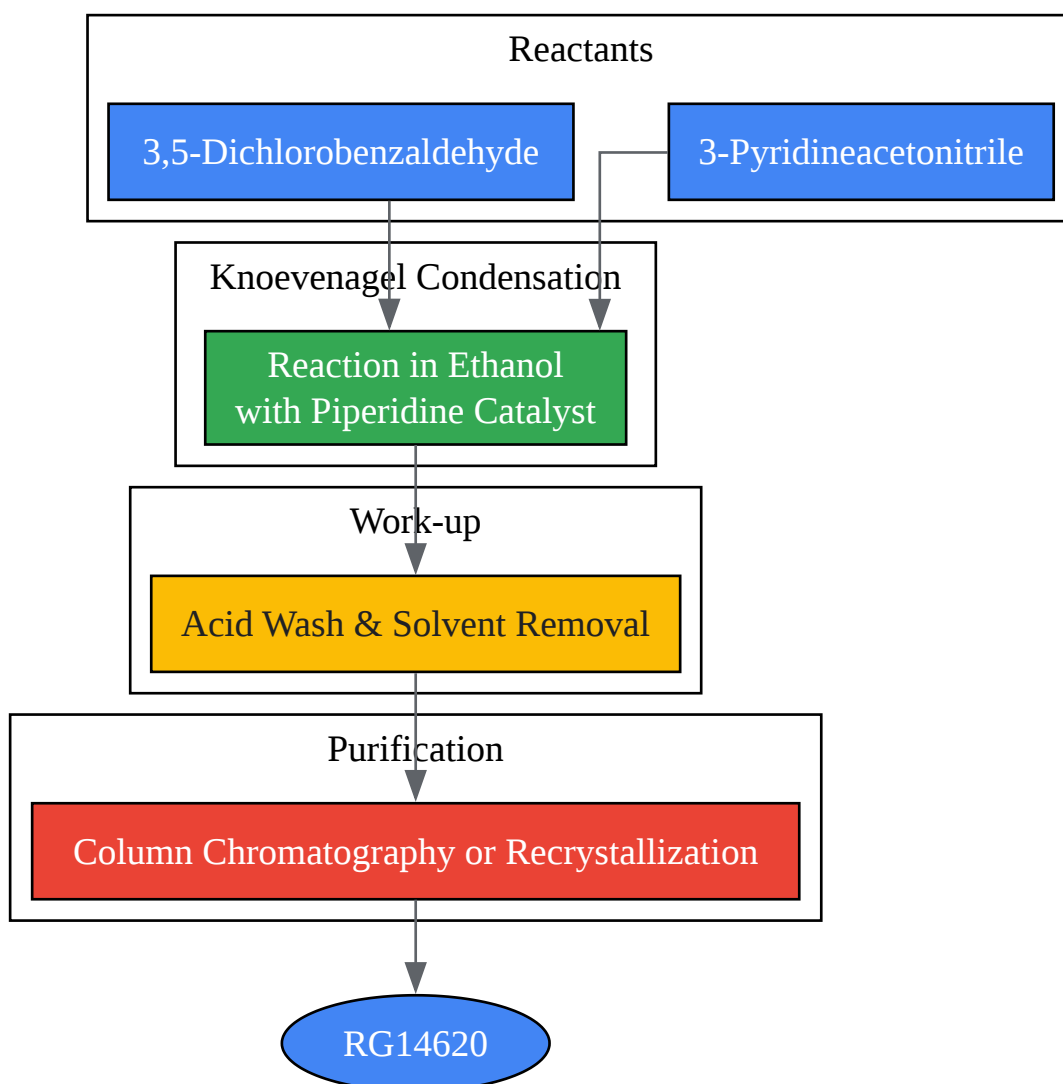 Reactants
3,5-Dichlorobenzaldehyde
3-Pyridineacetonitrile
Knoevenagel Condensation
Reaction in Ethanol
with Piperidine Catalyst
Work-up
Acid Wash & Solvent Removal
Purification
Column Chromatography or Recrystallization
RG14620